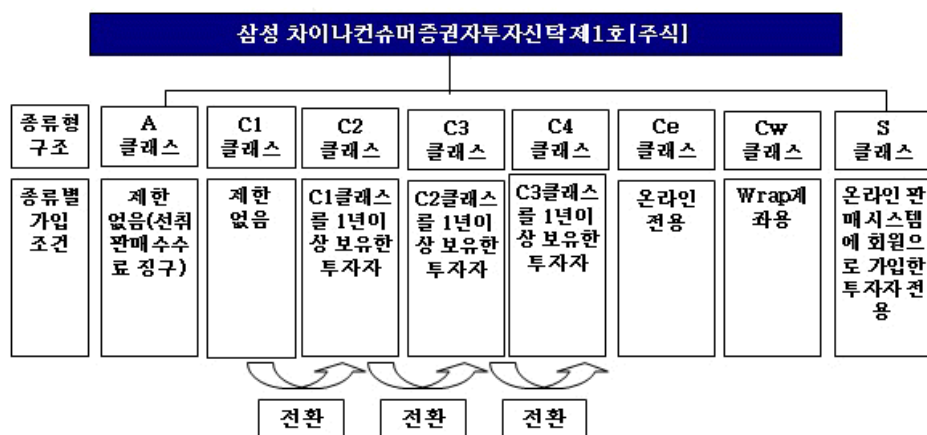 삼성 차이나컨슈머증권자투자신탁 제1호[주식]
종류형
구조
A
클래스
C1
클래스
C2
클래스
C3
클래스
C4
클래스
Ce
클래스
Cw
클래스
S
클래스
종류별
가입
조건
제한
없음(선취
판매수수
료 징구)
제한
없음
C1클래스
를 1년이
상 보유한
투자자
C2클래스
를 1년이
상 보유한
투자자
C3클래스
를 1년이
상 보유한
투자자
온라인
전용
Wrap계
좌용
온라인 판
매시스템
에 회원으
로 가입한
투자자 전
용
전환
전환
전환